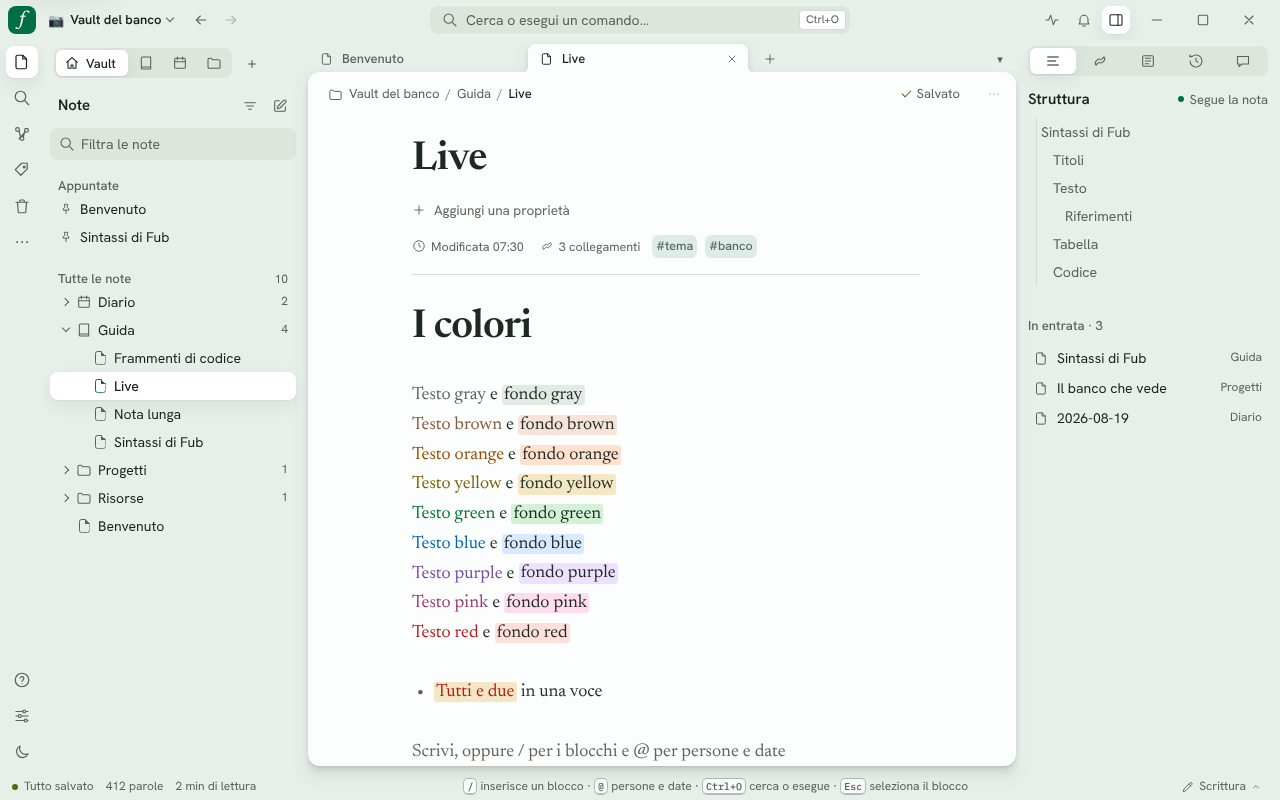 Vault del banco
Cerca o esegui un comando…
Ctrl+O
Vault
Benvenuto
Live
Note
Filtra le note
Appuntate
Benvenuto
Sintassi di Fub
Tutte le note 10
Diario 2
Guida 4
Frammenti di codice
Live
Nota lunga
Sintassi di Fub
Progetti 1
Risorse 1
Benvenuto
Vault del banco / Guida / Live
Salvato
Live
Aggiungi una proprietà
Modificata 07:30 3 collegamenti #tema #banco
I colori
Testo gray e fondo gray
Testo brown e fondo brown
Testo orange e fondo orange
Testo yellow e fondo yellow
Testo green e fondo green
Testo blue e fondo blue
Testo purple e fondo purple
Testo pink e fondo pink
Testo red e fondo red
• Tutti e due in una voce
Scrivi, oppure / per i blocchi e @ per persone e date
Struttura
Segue la nota
Sintassi di Fub
Titoli
Testo
Riferimenti
Tabella
Codice
In entrata · 3
Sintassi di Fub Guida
Il banco che vede Progetti
2026-08-19 Diario
Tutto salvato 412 parole 2 min di lettura
/ inserisce un blocco · @ persone e date · Ctrl+O cerca o esegue · Esc seleziona il blocco
Scrittura